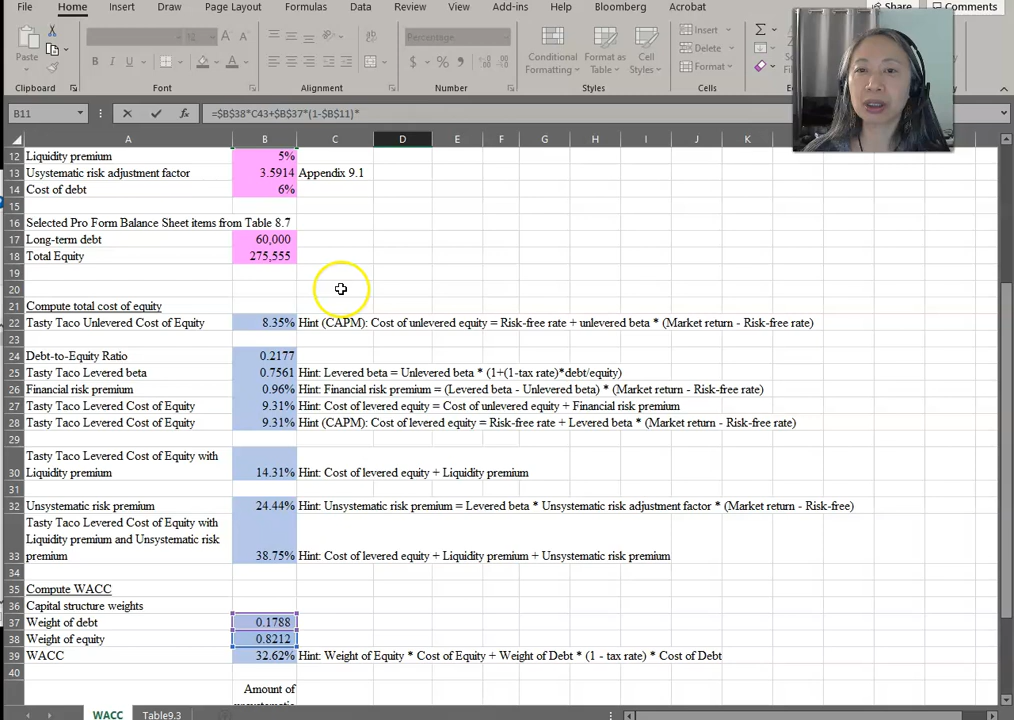 File Home Insert Draw Page Layout Formulas Data Review View Add-ins Help Bloomberg Acrobat Share Comments
Paste B I U A A A Percentage $ % Conditional Formatting Format as Table Cell Styles Insert Delete Format
Clipboard Font Alignment Number Styles Cells
B11 fx =$B$38*C43+$B$37*(1-$B$11)*
A B C D E F G H I J K
12 Liquidity premium 5%
13 Usystematic risk adjustment factor 3.5914 Appendix 9.1
14 Cost of debt 6%
15
16 Selected Pro Form Balance Sheet items from Table 8.7
17 Long-term debt 60,000
18 Total Equity 275,555
19
20
21 Compute total cost of equity
22 Tasty Taco Unlevered Cost of Equity 8.35% Hint (CAPM): Cost of unlevered equity = Risk-free rate + unlevered beta * (Market return - Risk-free rate)
23
24 Debt-to-Equity Ratio 0.2177
25 Tasty Taco Levered beta 0.7561 Hint: Levered beta = Unlevered beta * (1+(1-tax rate)*debt/equity)
26 Financial risk premium 0.96% Hint: Financial risk premium = (Levered beta - Unlevered beta) * (Market return - Risk-free rate)
27 Tasty Taco Levered Cost of Equity 9.31% Hint: Cost of levered equity = Cost of unlevered equity + Financial risk premium
28 Tasty Taco Levered Cost of Equity 9.31% Hint (CAPM): Cost of levered equity = Risk-free rate + Levered beta * (Market return - Risk-free rate)
29
Tasty Taco Levered Cost of Equity with
30 Liquidity premium 14.31% Hint: Cost of levered equity + Liquidity premium
31
32 Unsystematic risk premium 24.44% Hint: Unsystematic risk premium = Levered beta * Unsystematic risk adjustment factor * (Market return - Risk-free)
Tasty Taco Levered Cost of Equity with
Liquidity premium and Unsystematic risk
33 premium 38.75% Hint: Cost of levered equity + Liquidity premium + Unsystematic risk premium
34
35 Compute WACC
36 Capital structure weights
37 Weight of debt 0.1788
38 Weight of equity 0.8212
39 WACC 32.62% Hint: Weight of Equity * Cost of Equity + Weight of Debt * (1 - tax rate) * Cost of Debt
40
Amount of
WACC Table9.3